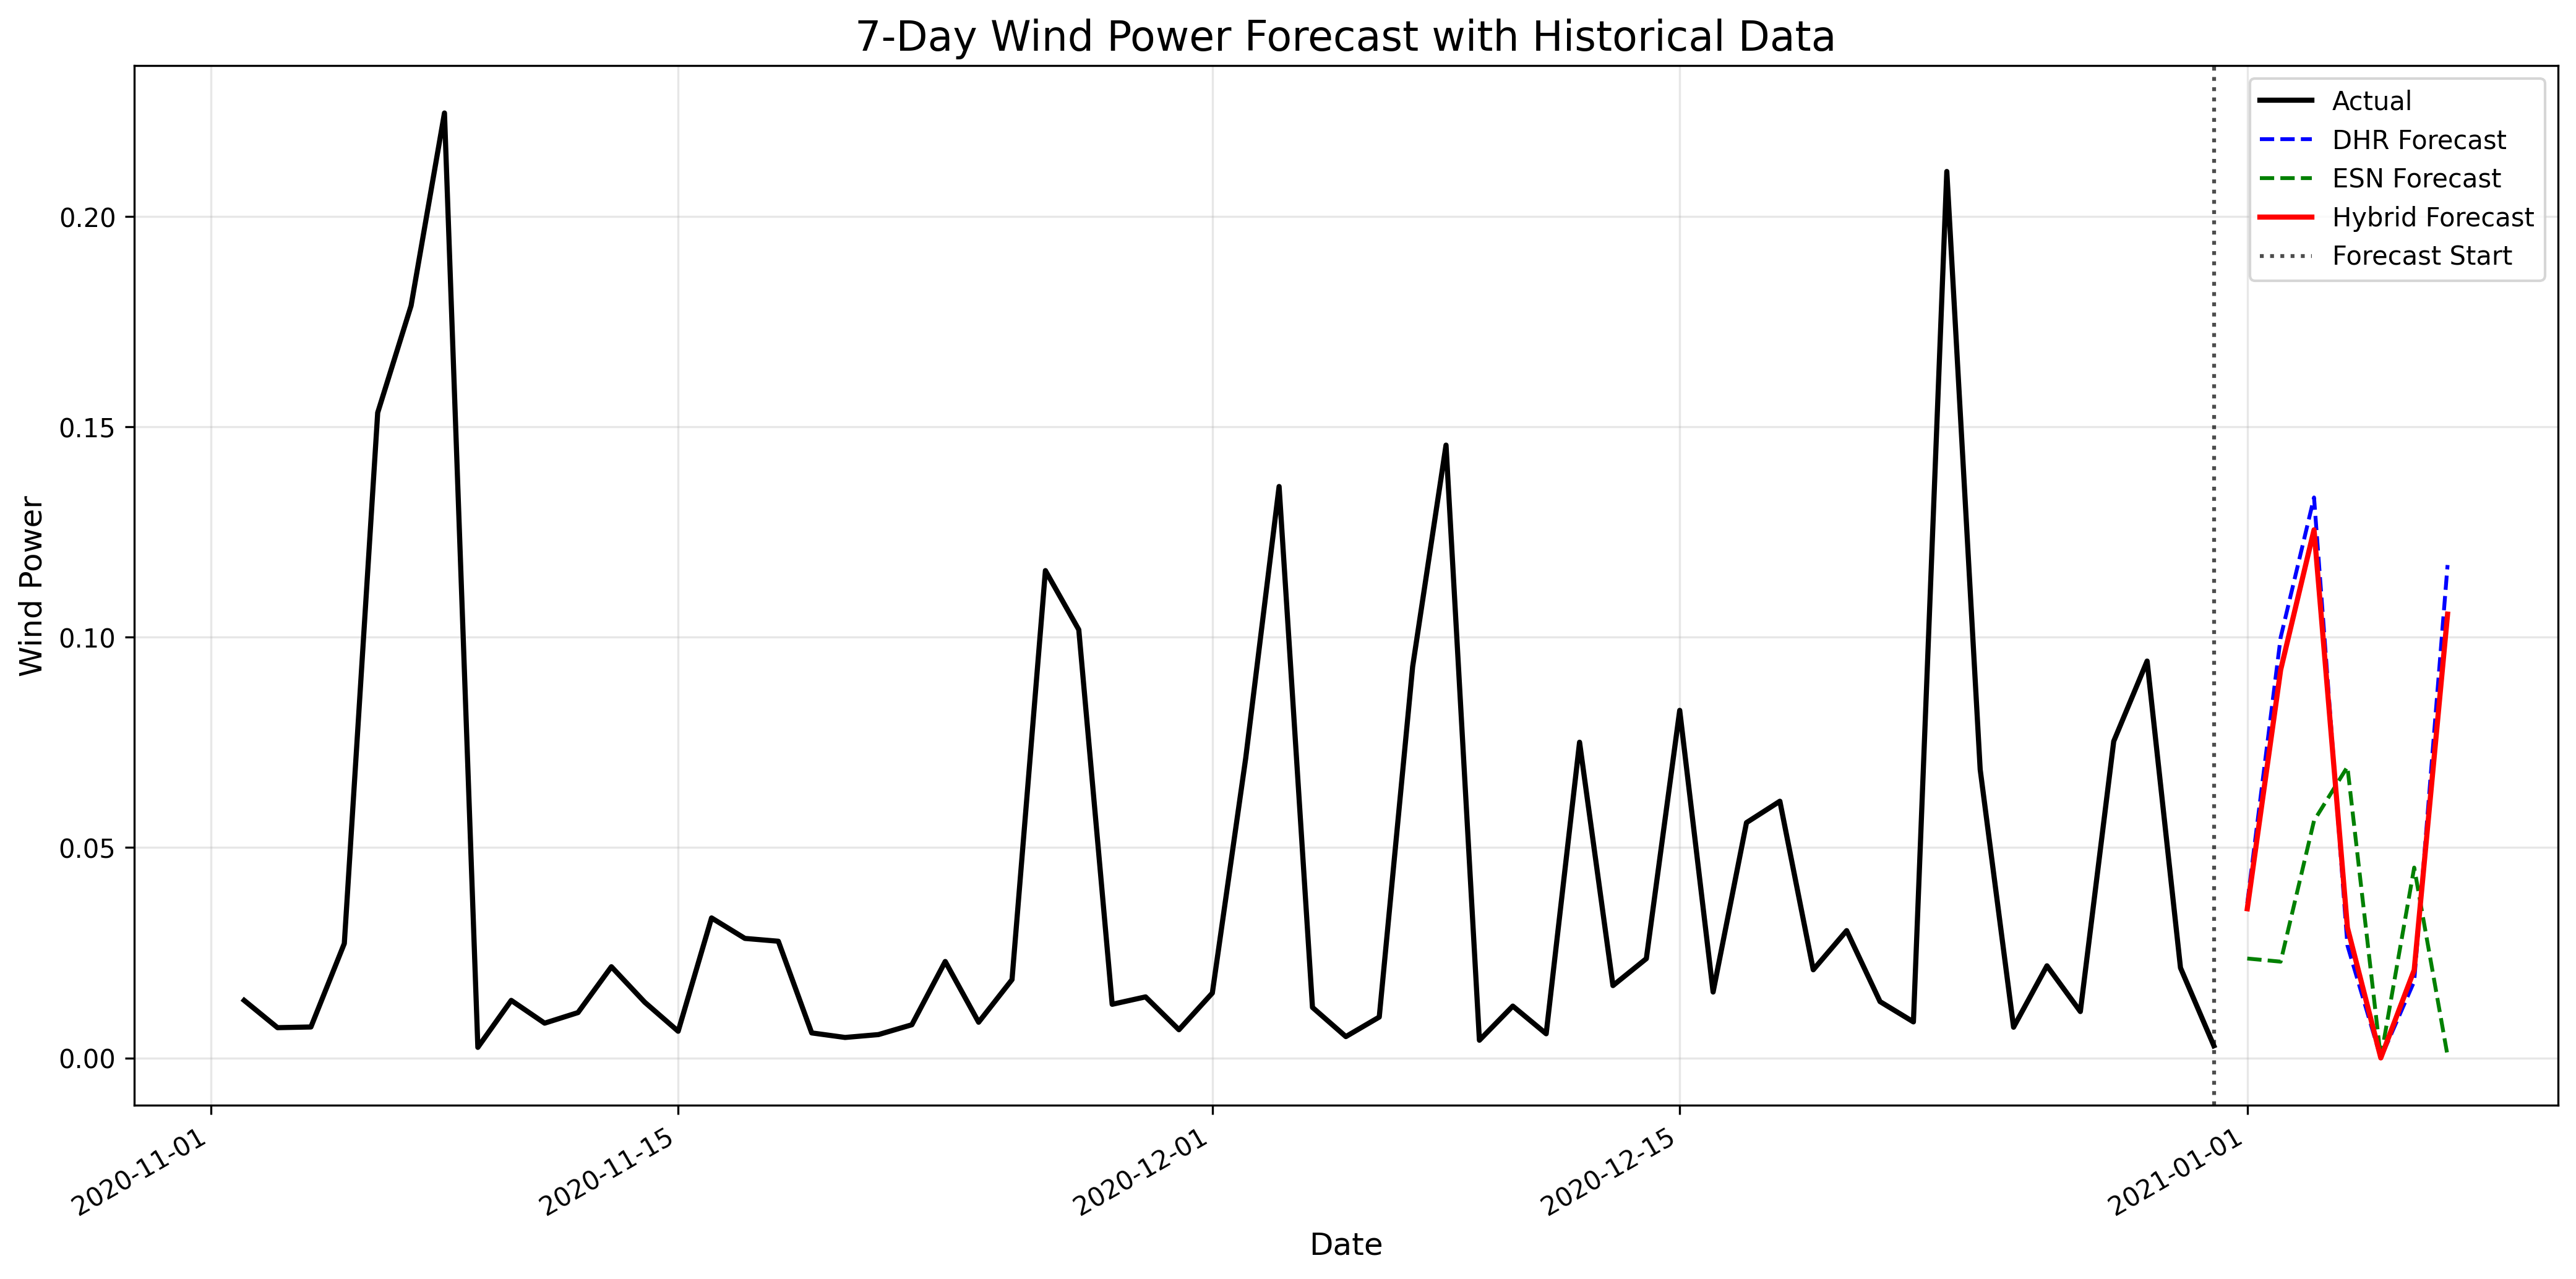 7-Day Wind Power Forecast with Historical Data
Actual
DHR Forecast
ESN Forecast
Hybrid Forecast
Forecast Start
Wind Power
0.20
0.15
0.10
0.05
0.00
2020-11-01
2020-11-15
2020-12-01
2020-12-15
2021-01-01
Date